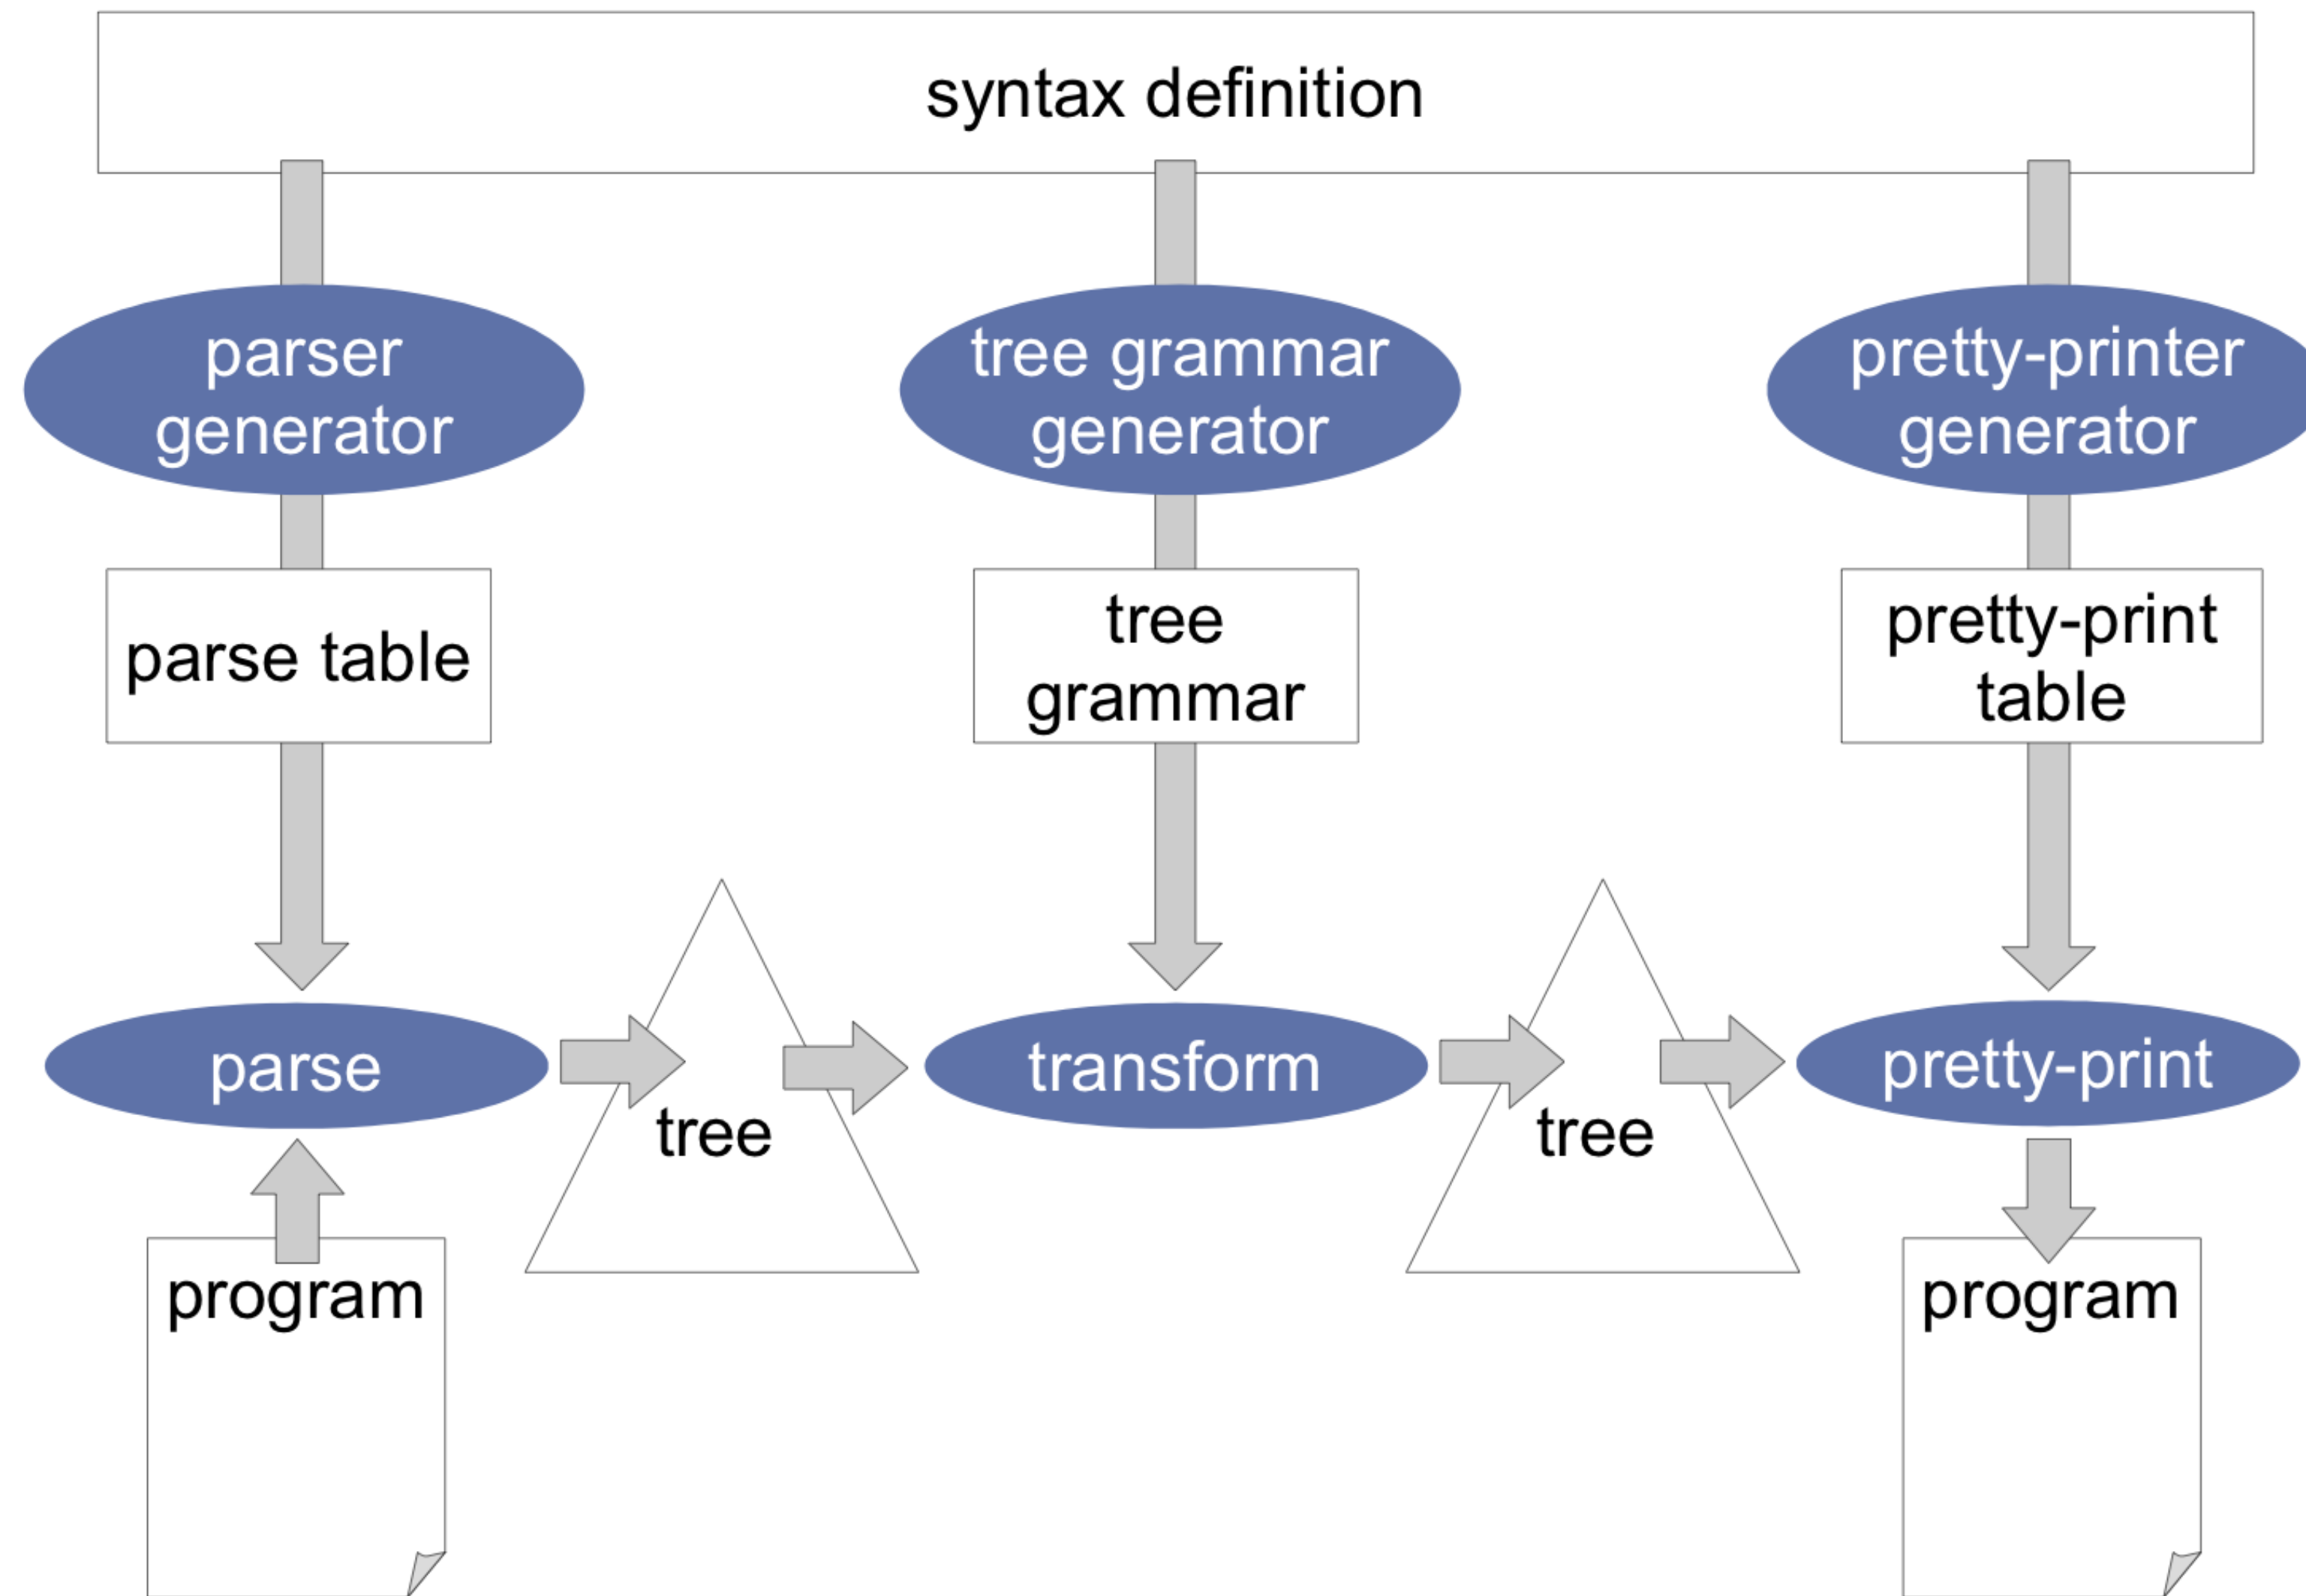 syntax definition
parser
generator
tree grammar
generator
pretty-printer
generator
parse table
tree
grammar
pretty-print
table
parse
tree
transform
tree
pretty-print
program
program